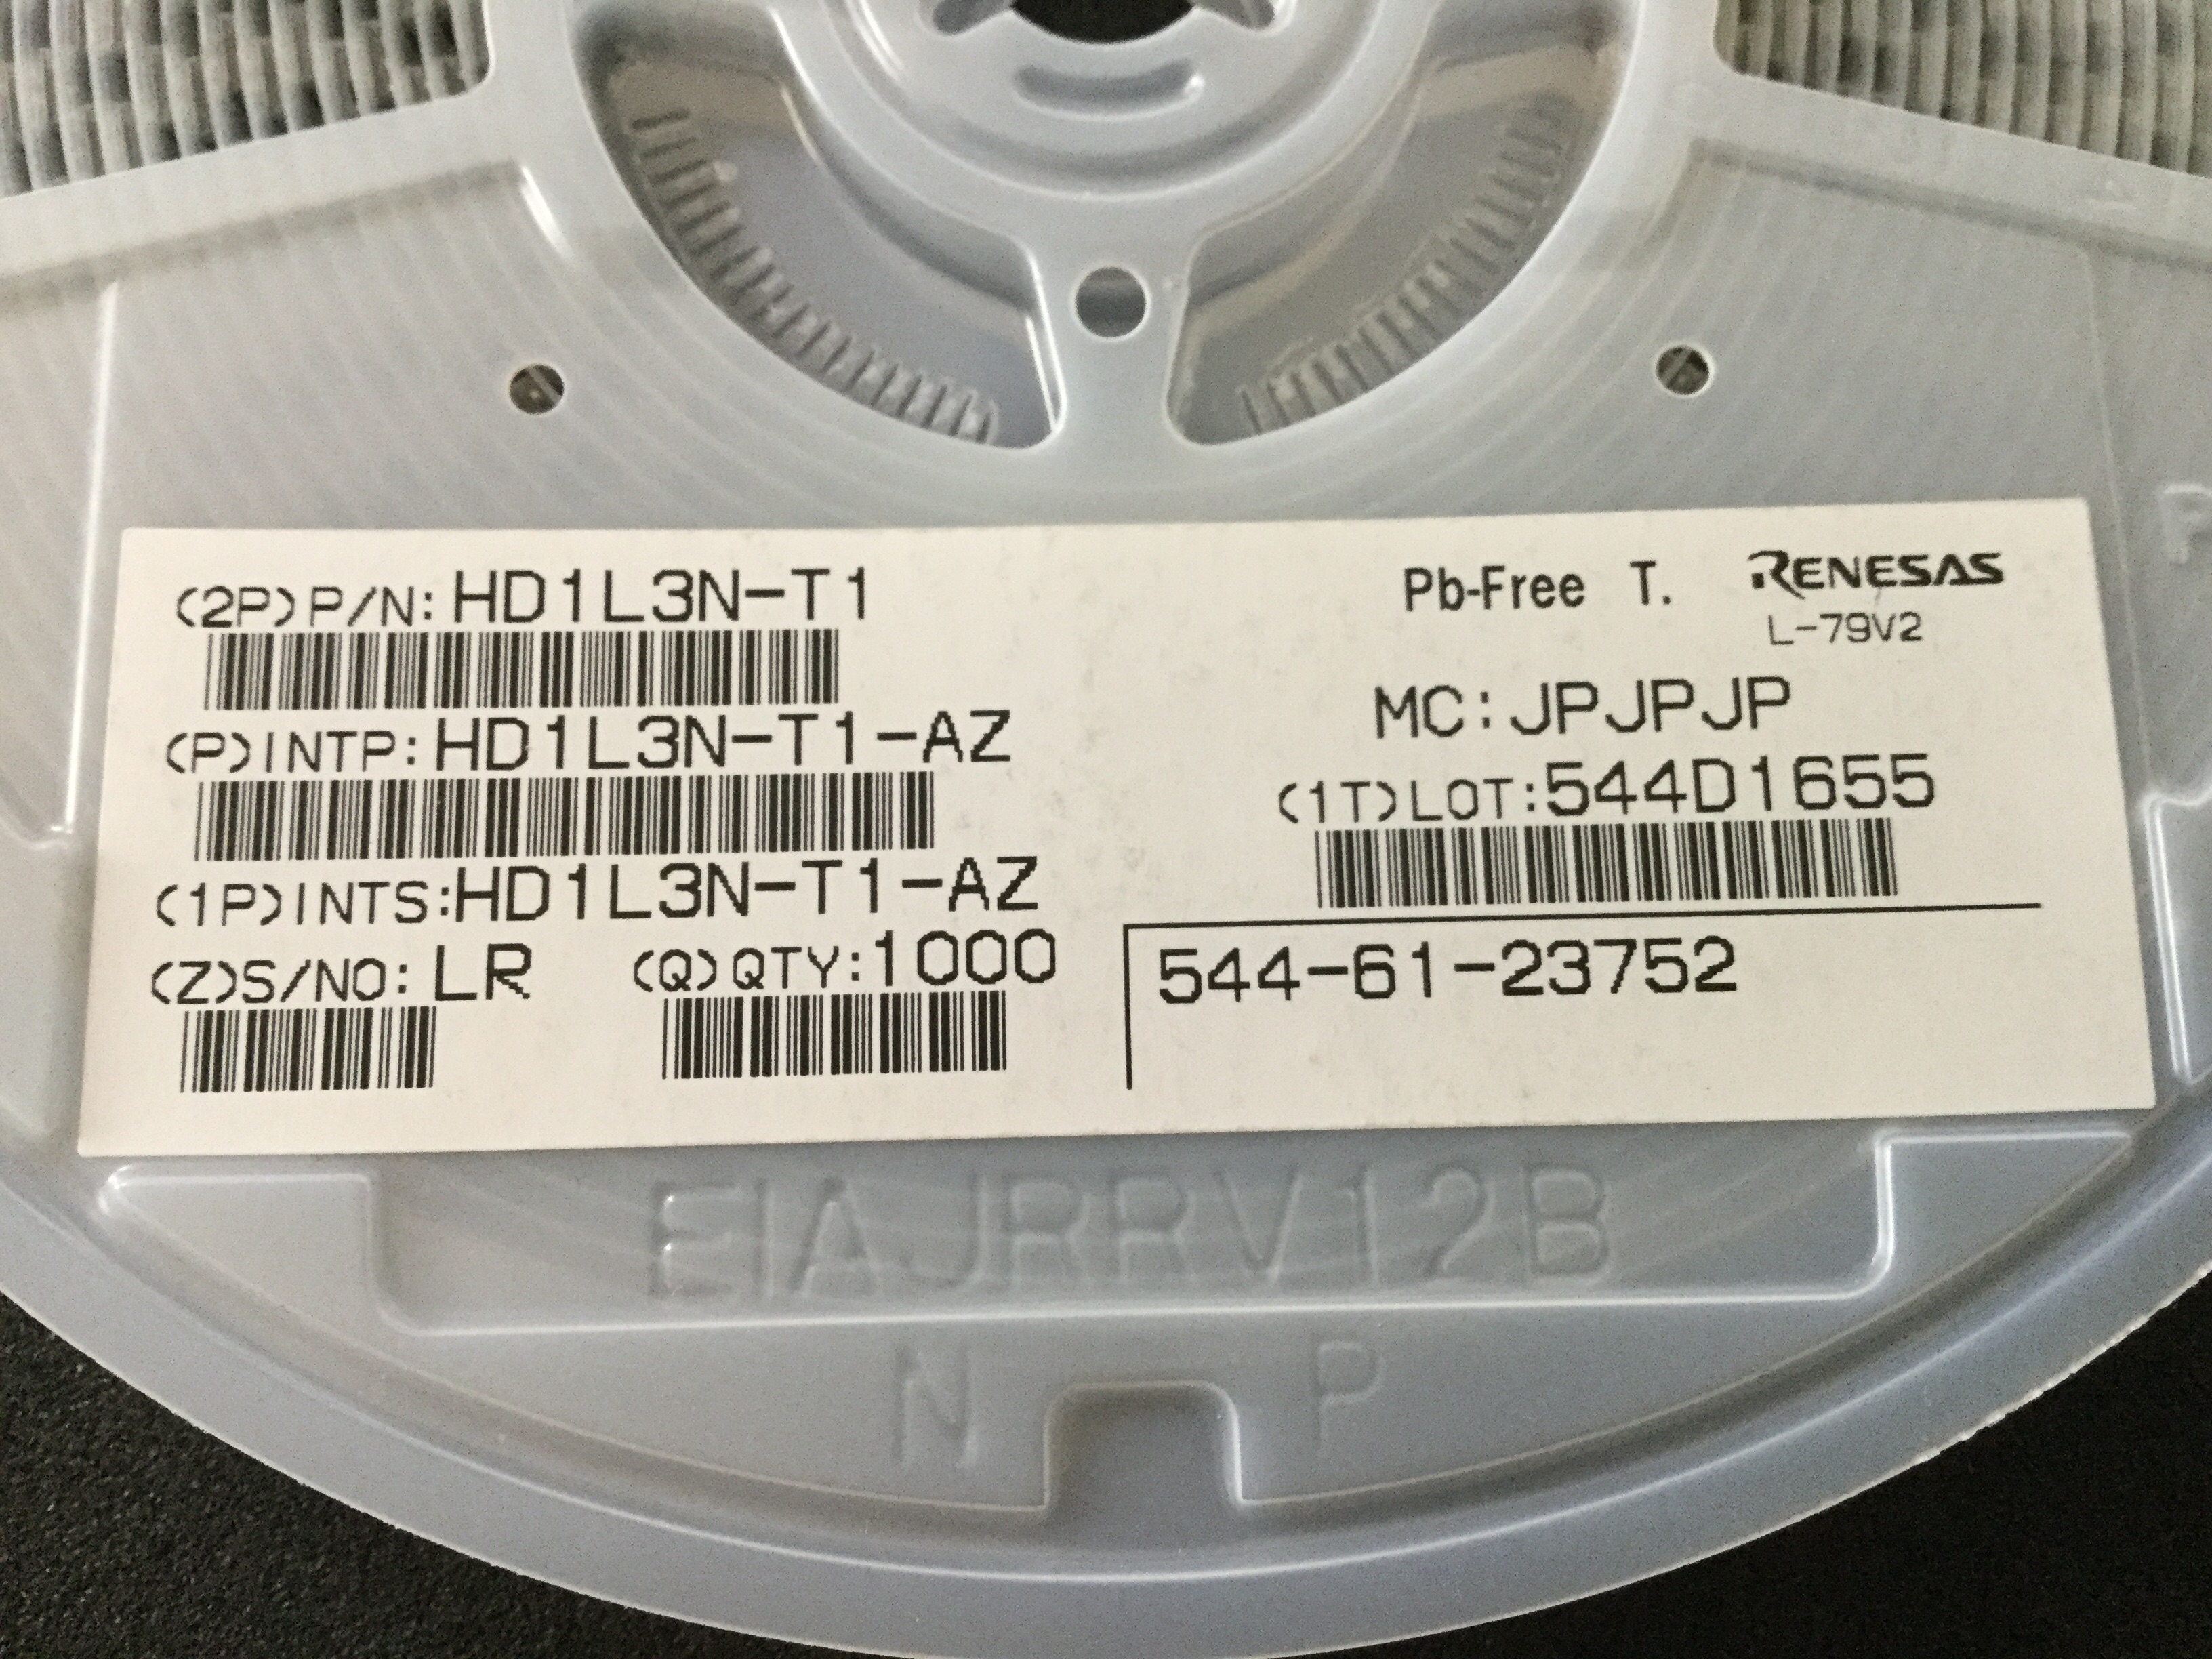 (2P)P/N: HD1L3N-T1
(P)INTP: HD1L3N-T1-AZ
(1P)INTS:HD1L3N-T1-AZ
(Z)S/NO: LR (Q)QTY:1000
Pb-Free T. RENESAS
L-79V2
MC:JPJPJP
(1T)LOT:544D1655
544-61-23752
EIAJRRV12B
N P